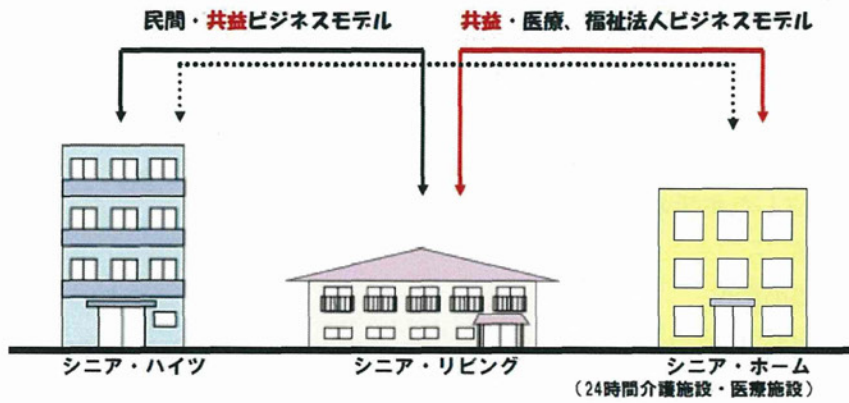 民間・共益ビジネスモデル
共益・医療、福祉法人ビジネスモデル
シニア・ハイツ
シニア・リビング
シニア・ホーム
（24時間介護施設・医療施設）